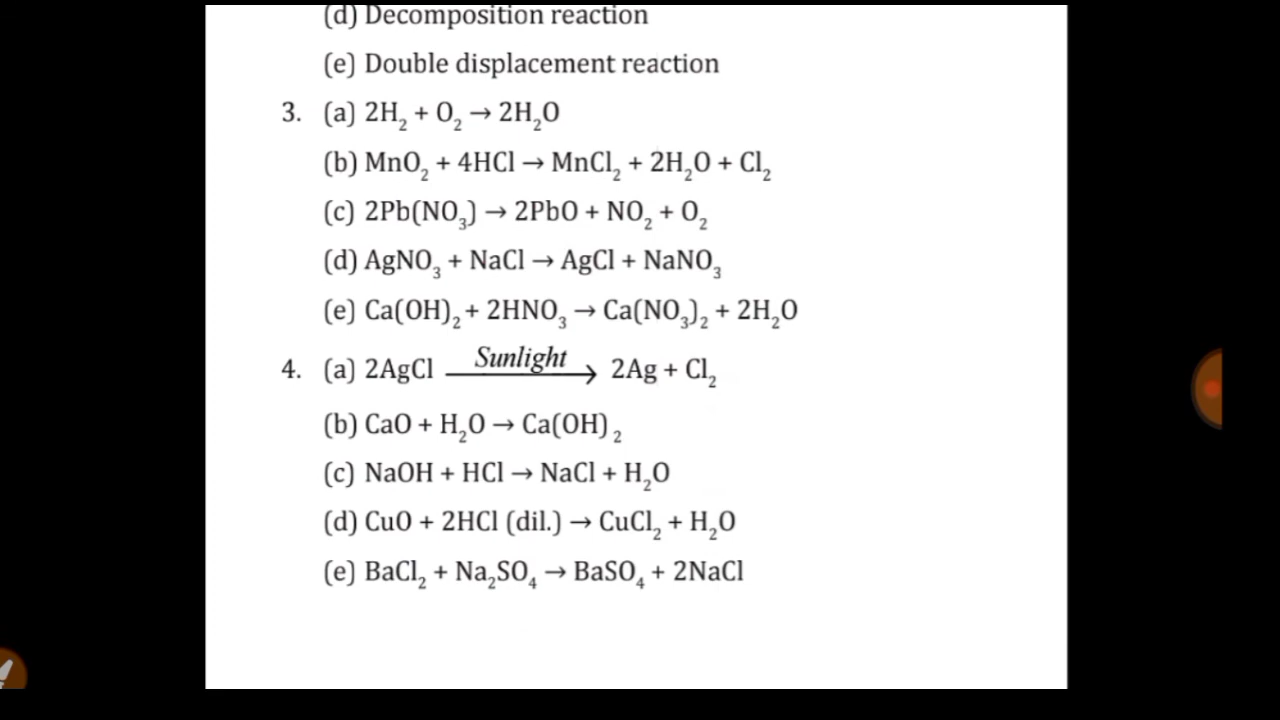 (d) Decomposition reaction
(e) Double displacement reaction
3. (a) 2H₂ + O₂ → 2H₂O
(b) MnO₂ + 4HCl → MnCl₂ + 2H₂O + Cl₂
(c) 2Pb(NO₃) → 2PbO + NO₂ + O₂
(d) AgNO₃ + NaCl → AgCl + NaNO₃
(e) Ca(OH)₂ + 2HNO₃ → Ca(NO₃)₂ + 2H₂O
4. (a) 2AgCl Sunlight→ 2Ag + Cl₂
(b) CaO + H₂O → Ca(OH) ₂
(c) NaOH + HCl → NaCl + H₂O
(d) CuO + 2HCl (dil.) → CuCl₂ + H₂O
(e) BaCl₂ + Na₂SO₄ → BaSO₄ + 2NaCl